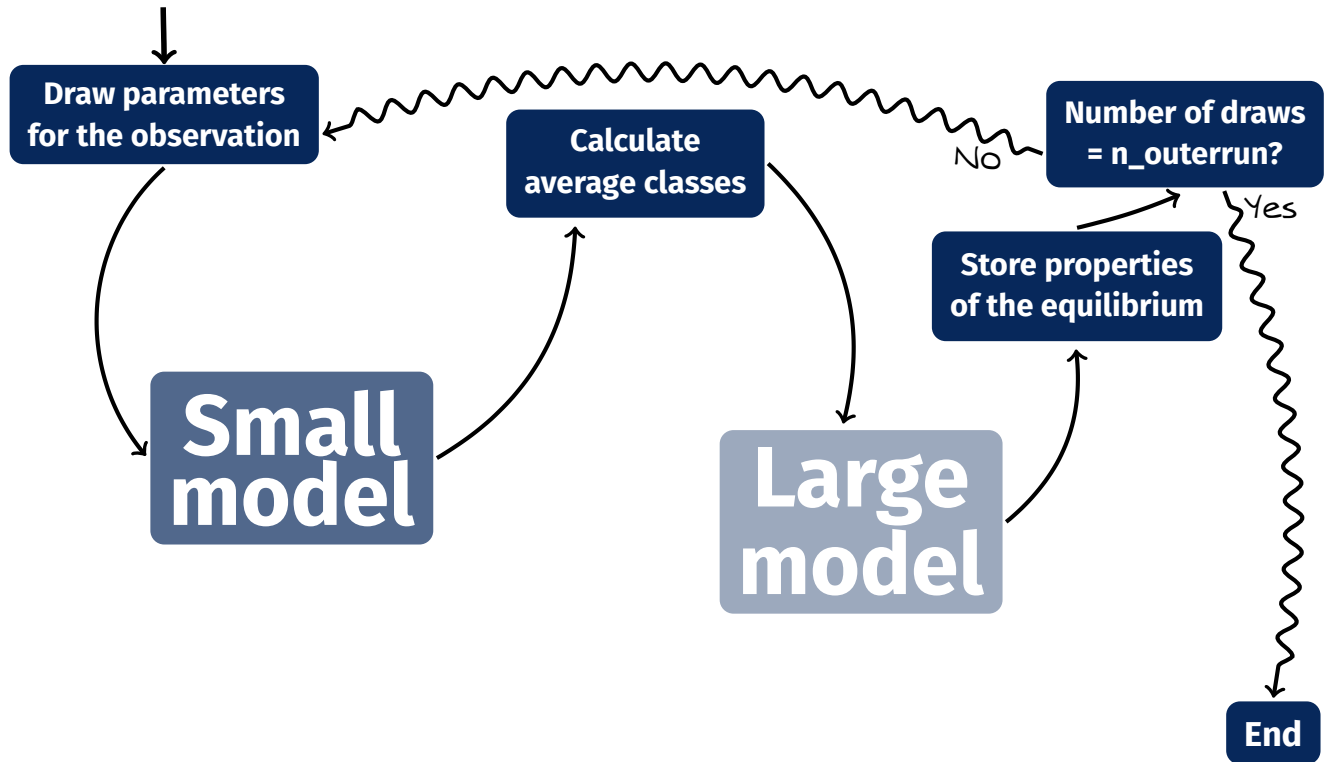 Draw parameters
for the observation
Small
model
Calculate
average classes
Large
model
Store properties
of the equilibrium
Number of draws
= n_outerrun?
No
Yes
End